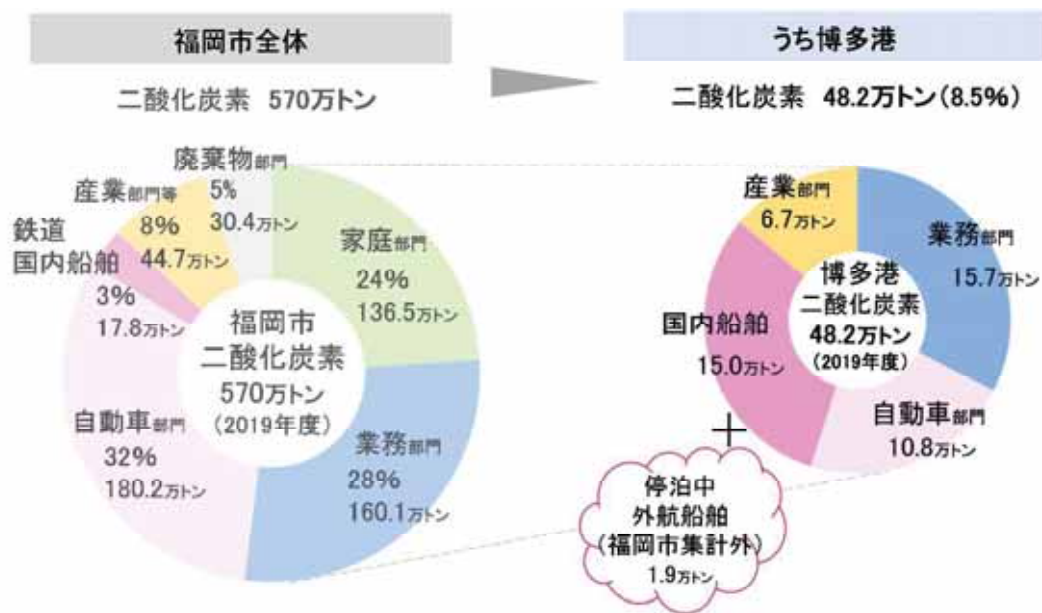 福岡市全体
二酸化炭素 570万トン
廃棄物部門
5%
30.4万トン
産業部門等
8%
44.7万トン
鉄道
国内船舶
3%
17.8万トン
自動車部門
32%
180.2万トン
家庭部門
24%
136.5万トン
業務部門
28%
160.1万トン
福岡市
二酸化炭素
570万トン
(2019年度)
うち博多港
二酸化炭素 48.2万トン(8.5%)
産業部門
6.7万トン
業務部門
15.7万トン
国内船舶
15.0万トン
自動車部門
10.8万トン
博多港
二酸化炭素
48.2万トン
(2019年度)
+
停泊中
外航船舶
(福岡市集計外)
1.9万トン